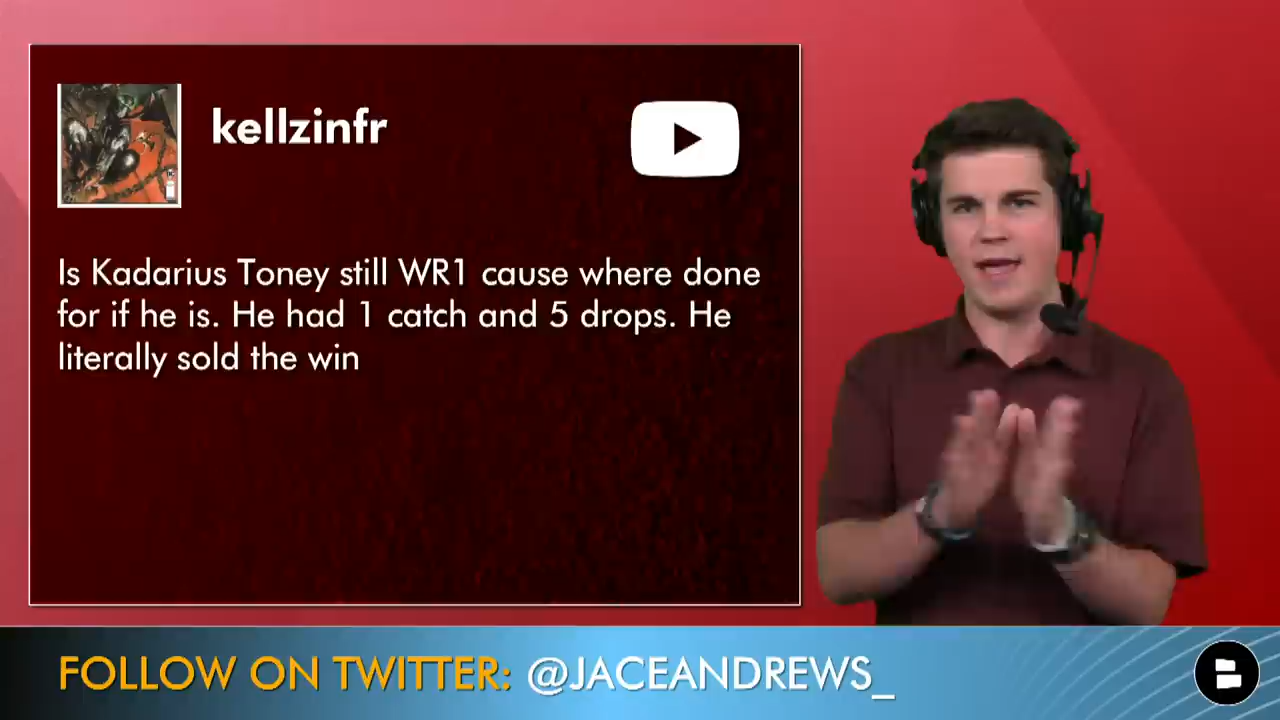 kellzinfr
Is Kadarius Toney still WR1 cause where done
for if he is. He had 1 catch and 5 drops. He
literally sold the win
FOLLOW ON TWITTER: @JACEANDREWS_